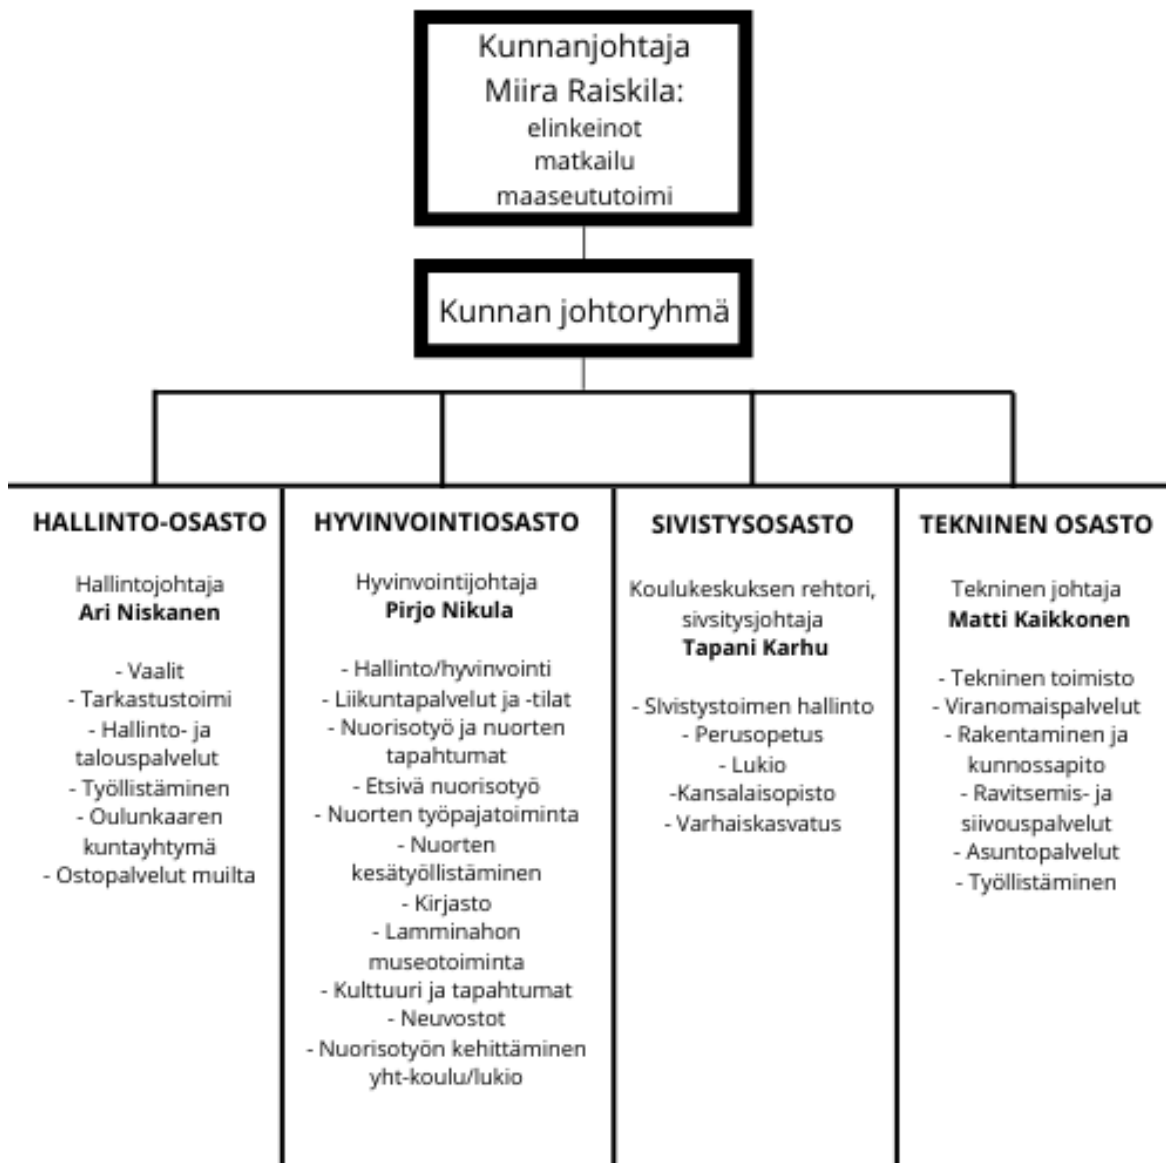 Kunnanjohtaja
Miira Raiskila:
elinkeinot
matkailu
maaseututoimi
Kunnan johtoryhmä
HALLINTO-OSASTO
Hallintojohtaja
Ari Niskanen
- Vaalit
- Tarkastustoimi
- Hallinto- ja
talouspalvelut
- Työllistäminen
- Oulunkaaren
kuntayhtymä
- Ostopalvelut muilta
HYVINVOINTIOSASTO
Hyvinvointijohtaja
Pirjo Nikula
- Hallinto/hyvinvointi
- Liikuntapalvelut ja -tilat
- Nuorisotyö ja nuorten
tapahtumat
- Etsivä nuorisotyö
- Nuorten työpajatoiminta
- Nuorten
kesätyöllistäminen
- Kirjasto
- Lamminahon
museotoiminta
- Kulttuuri ja tapahtumat
- Neuvostot
- Nuorisotyön kehittäminen
yht-koulu/lukio
SIVISTYSOSASTO
Koulukeskuksen rehtori,
sivsitysjohtaja
Tapani Karhu
- SIvistystoimen hallinto
- Perusopetus
- Lukio
-Kansalaisopisto
- Varhaiskasvatus
TEKNINEN OSASTO
Tekninen johtaja
Matti Kaikkonen
- Tekninen toimisto
- Viranomaispalvelut
- Rakentaminen ja
kunnossapito
- Ravitsemis- ja
siivouspalvelut
- Asuntopalvelut
- Työllistäminen